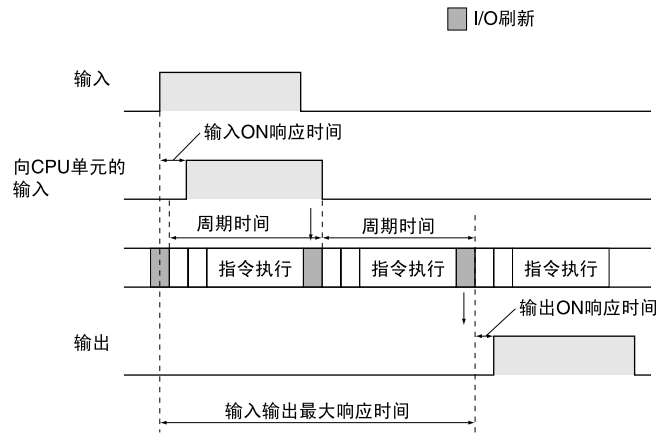 I/O刷新
输入
输入ON响应时间
向CPU单元的
输入
周期时间
周期时间
指令执行
指令执行
指令执行
输出ON响应时间
输出
输入输出最大响应时间